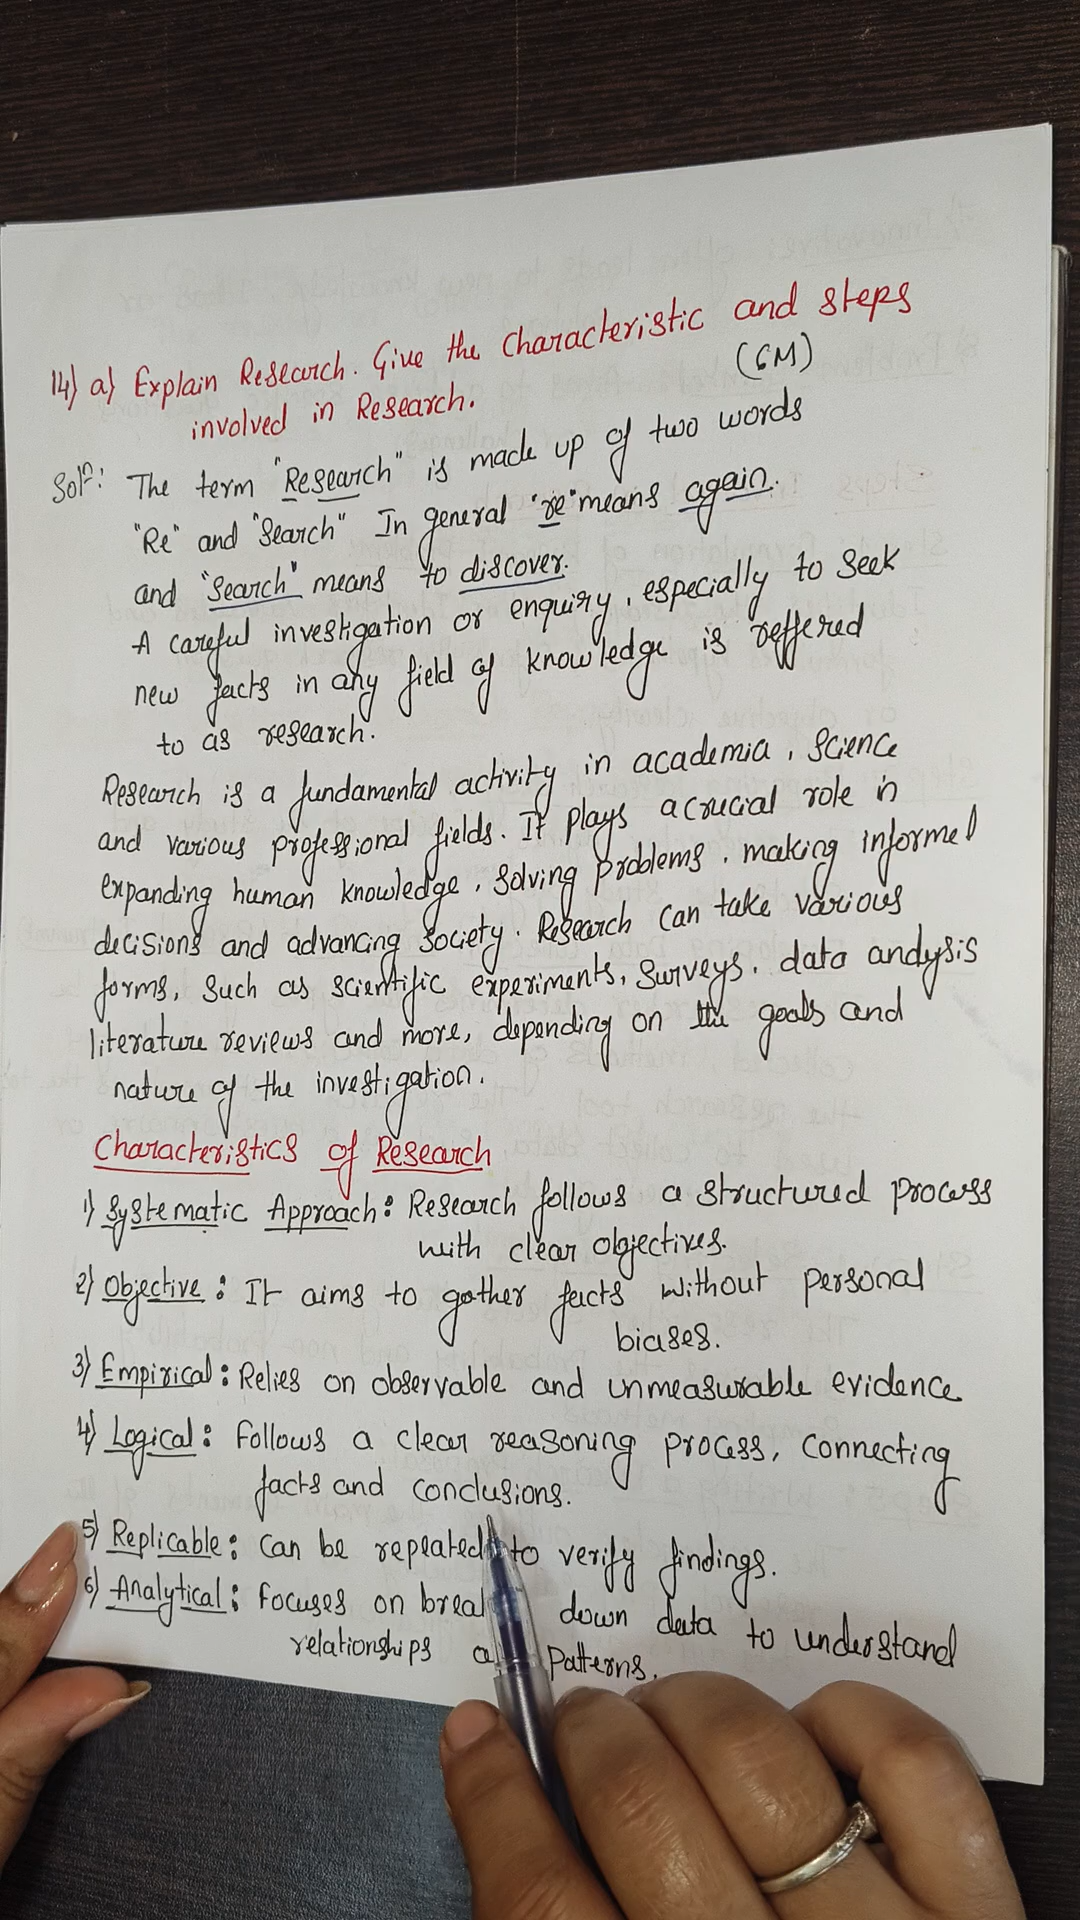 14) a) Explain Research. Give the Characteristic and steps
involved in Research. (6M)
Soln: The term "Research" is made up of two words
"Re" and "Search" In general "re" means again.
and "Search" means to discover.
A careful investigation or enquiry, especially to seek
new facts in any field of knowledge is reffered
to as research.
Research is a fundamental activity in academia, science
and various professional fields. It plays a crucial role in
expanding human knowledge, solving problems, making informed
decisions and advancing society. Research can take various
forms, such as scientific experiments, surveys, data analysis
literature reviews and more, depending on the goals and
nature of the investigation.
Characteristics of Research
1) Systematic Approach: Research follows a structured process
with clear objectives.
2) Objective: It aims to gather facts without personal
biases.
3) Empirical: Relies on observable and unmeasurable evidence
4) Logical: Follows a clear reasoning process, connecting
facts and conclusions.
5) Replicable: Can be repeated to verify findings.
6) Analytical: Focuses on down data to understand
relationships patterns.